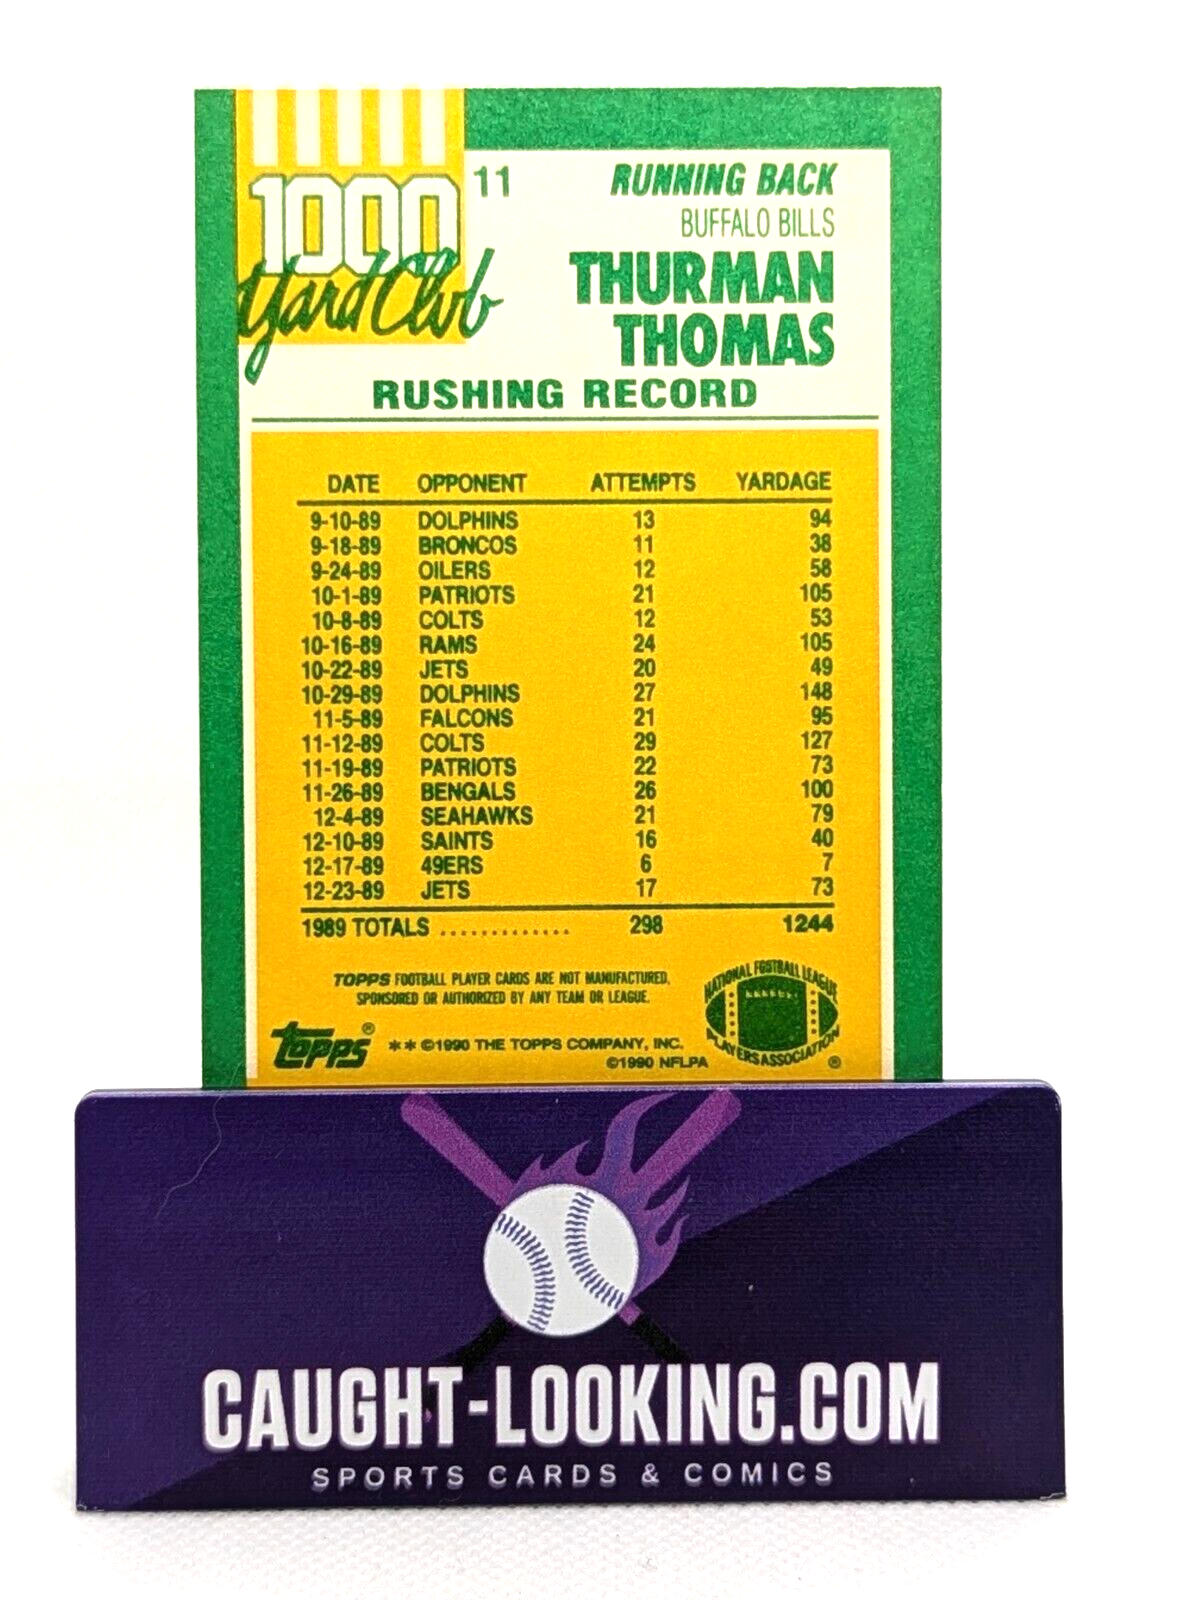 1000
Yard Club
11
RUNNING BACK
BUFFALO BILLS
THURMAN
THOMAS
RUSHING RECORD
DATE OPPONENT ATTEMPTS YARDAGE
9-10-89 DOLPHINS 13 94
9-18-89 BRONCOS 11 38
9-24-89 OILERS 12 58
10-1-89 PATRIOTS 21 105
10-8-89 COLTS 12 53
10-16-89 RAMS 24 105
10-22-89 JETS 20 49
10-29-89 DOLPHINS 27 148
11-5-89 FALCONS 21 95
11-12-89 COLTS 29 127
11-19-89 PATRIOTS 22 73
11-26-89 BENGALS 26 100
12-4-89 SEAHAWKS 21 79
12-10-89 SAINTS 16 40
12-17-89 49ERS 6 7
12-23-89 JETS 17 73
1989 TOTALS ............. 298 1244
TOPPS FOOTBALL PLAYER CARDS ARE NOT MANUFACTURED,
SPONSORED OR AUTHORIZED BY ANY TEAM OR LEAGUE.
NATIONAL FOOTBALL LEAGUE
PLAYERS ASSOCIATION ®
topps ® ** ©1990 THE TOPPS COMPANY, INC.
©1990 NFLPA
CAUGHT-LOOKING.COM
SPORTS CARDS & COMICS